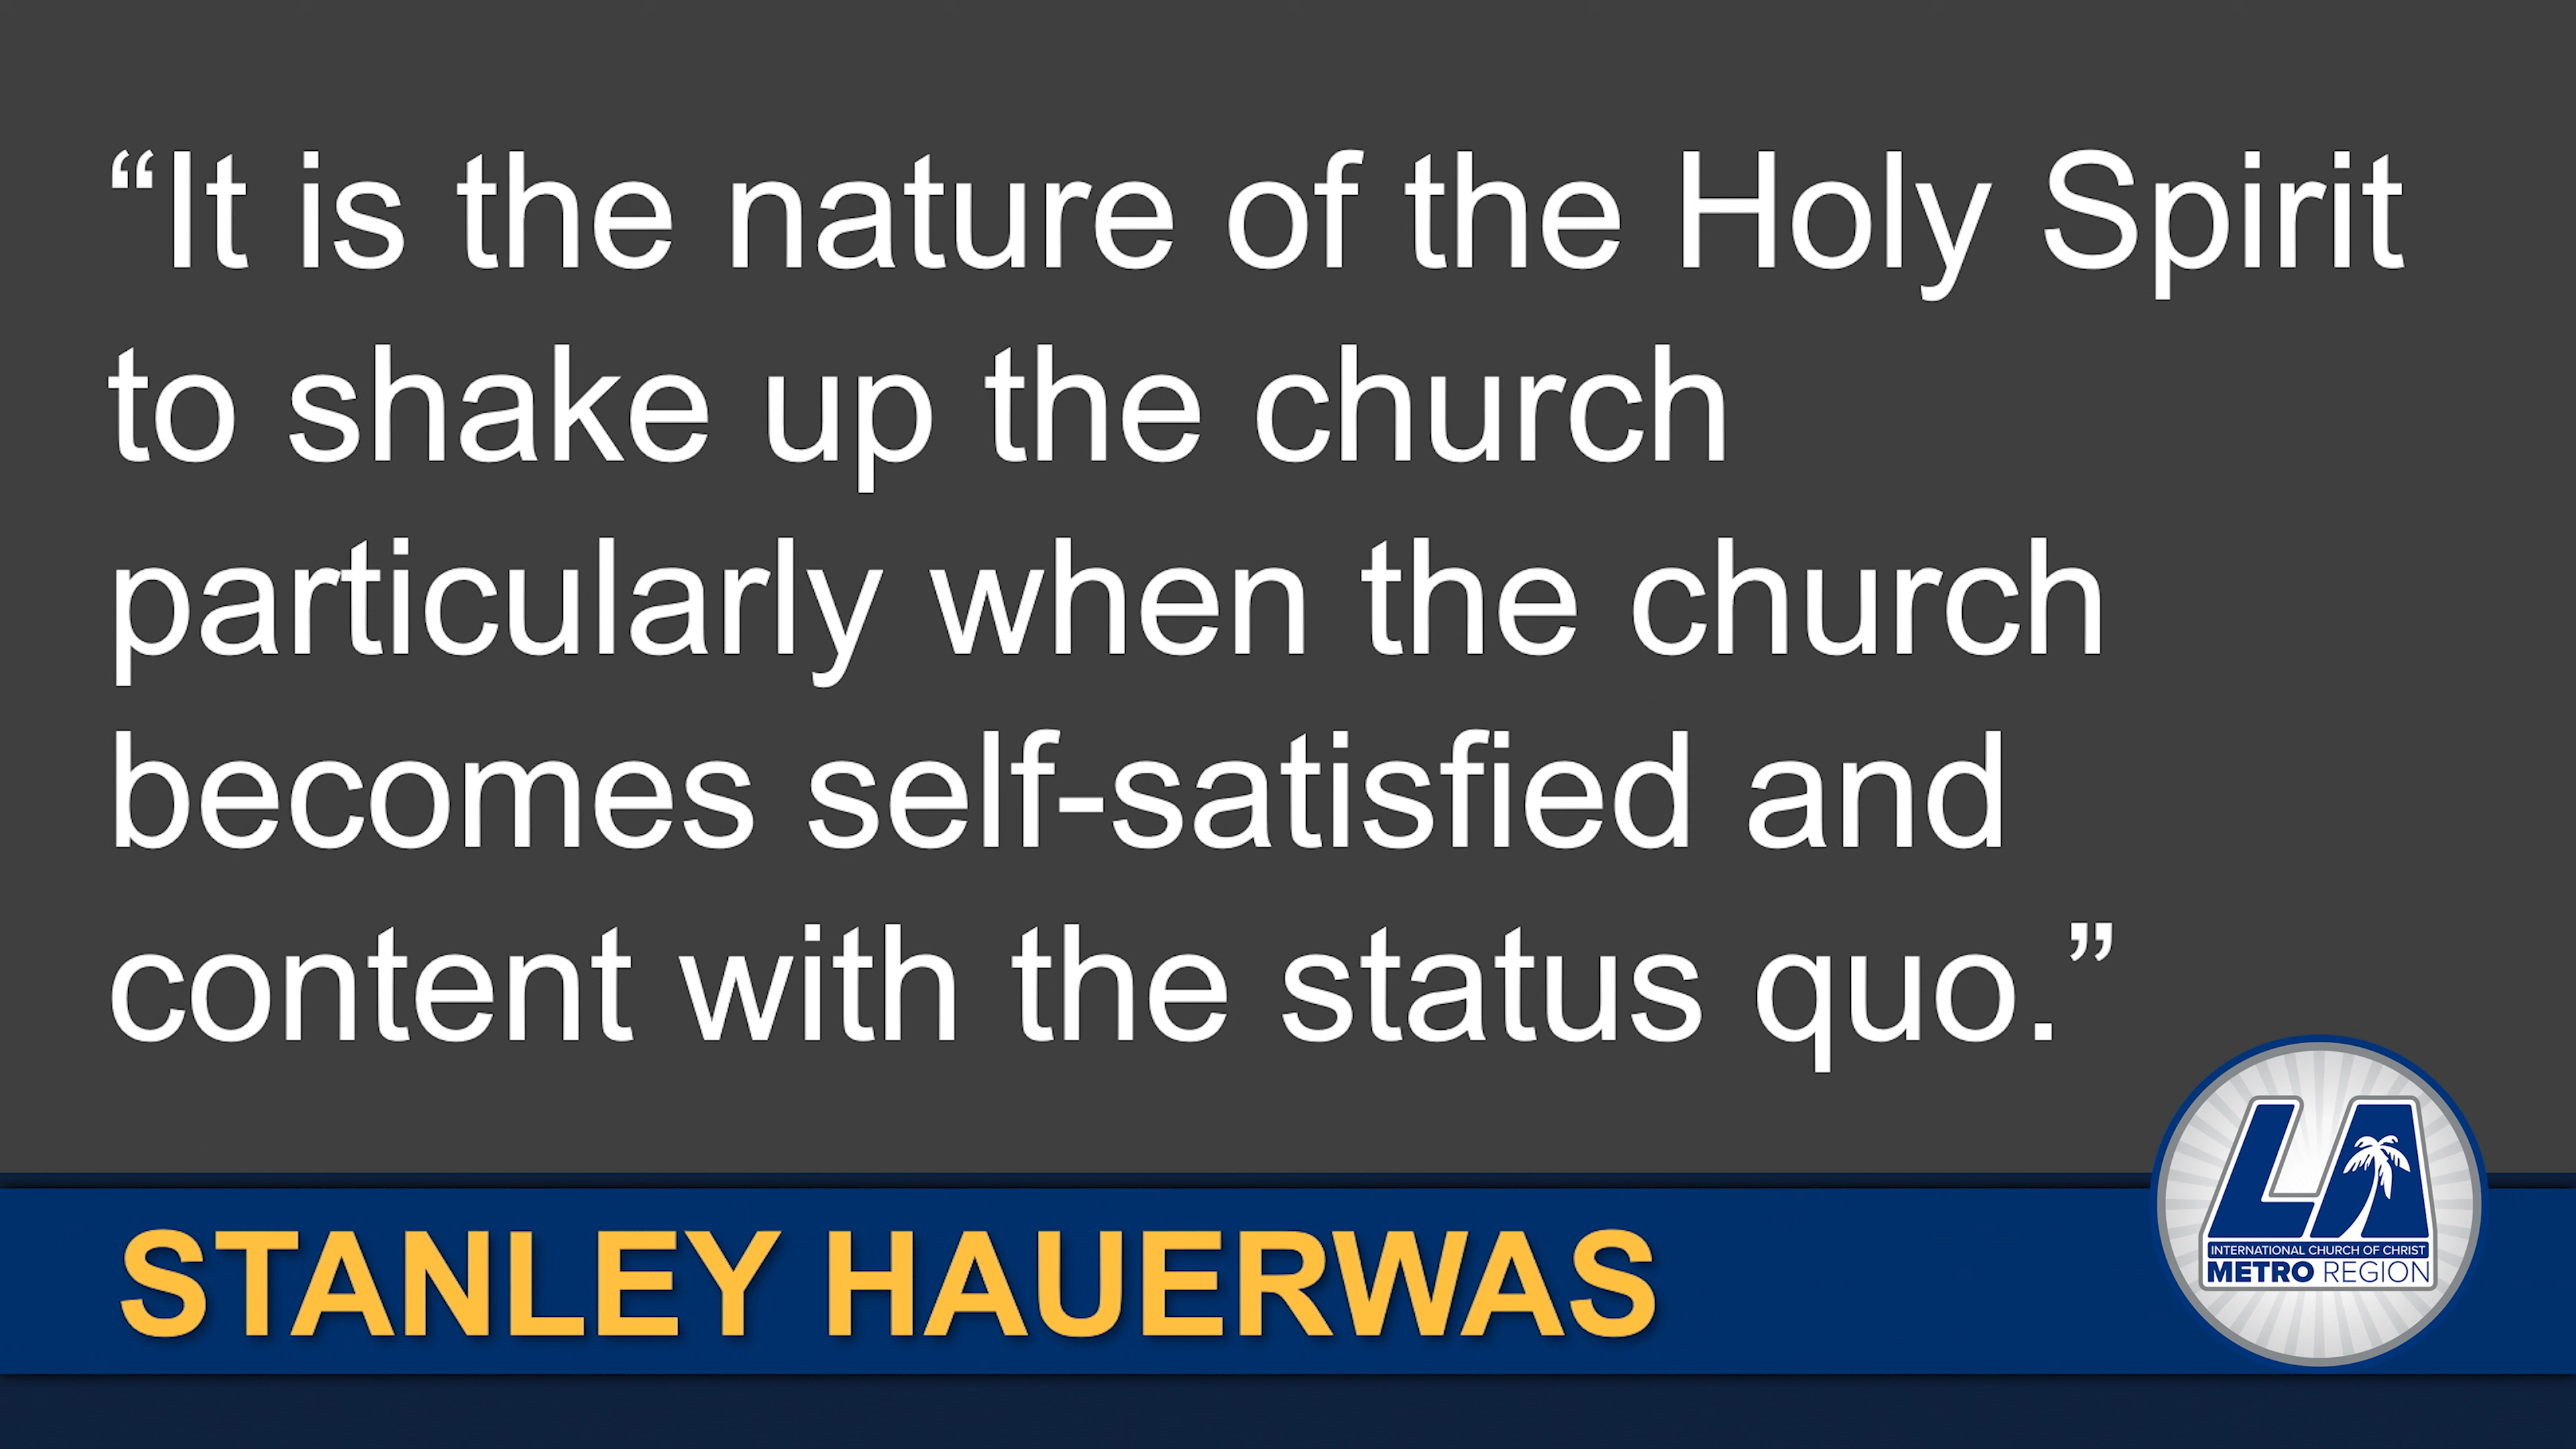 “It is the nature of the Holy Spirit
to shake up the church
particularly when the church
becomes self-satisfied and
content with the status quo.”
STANLEY HAUERWAS
LA
INTERNATIONAL CHURCH OF CHRIST
METRO REGION